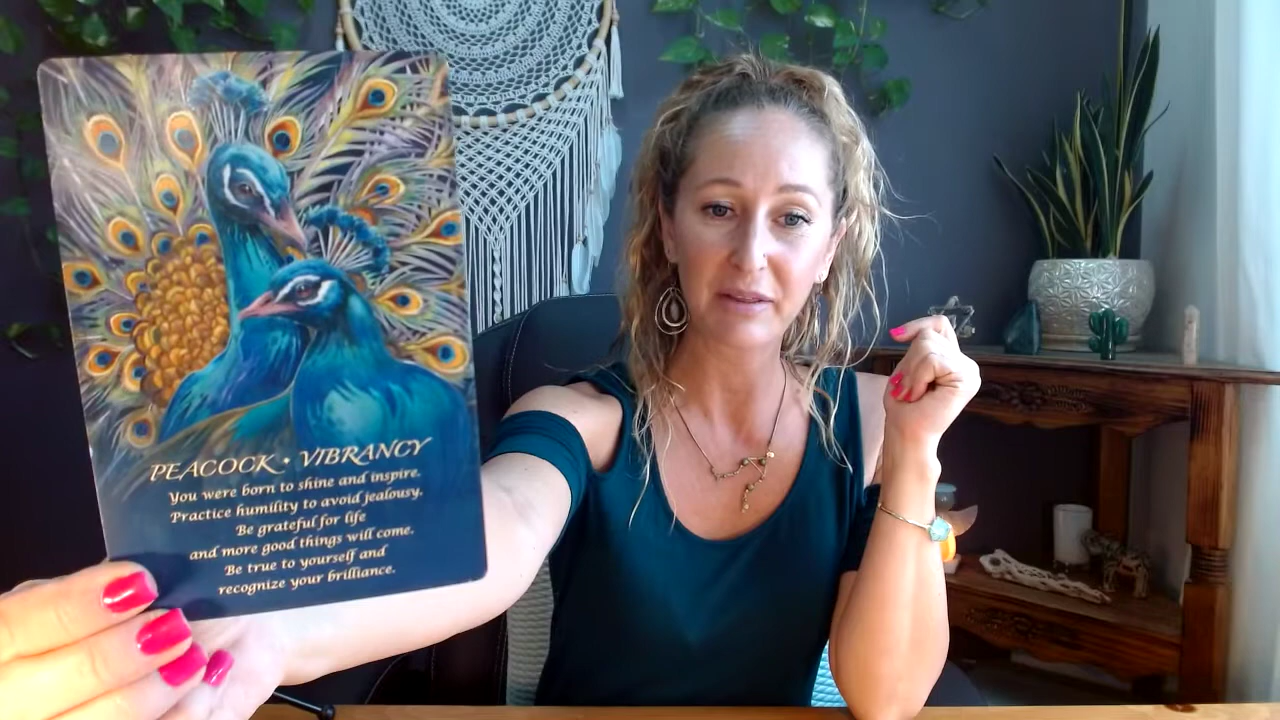 PEACOCK • VIBRANCY
You were born to shine and inspire.
Practice humility to avoid jealousy.
Be grateful for life
and more good things will come.
Be true to yourself and
recognize your brilliance.